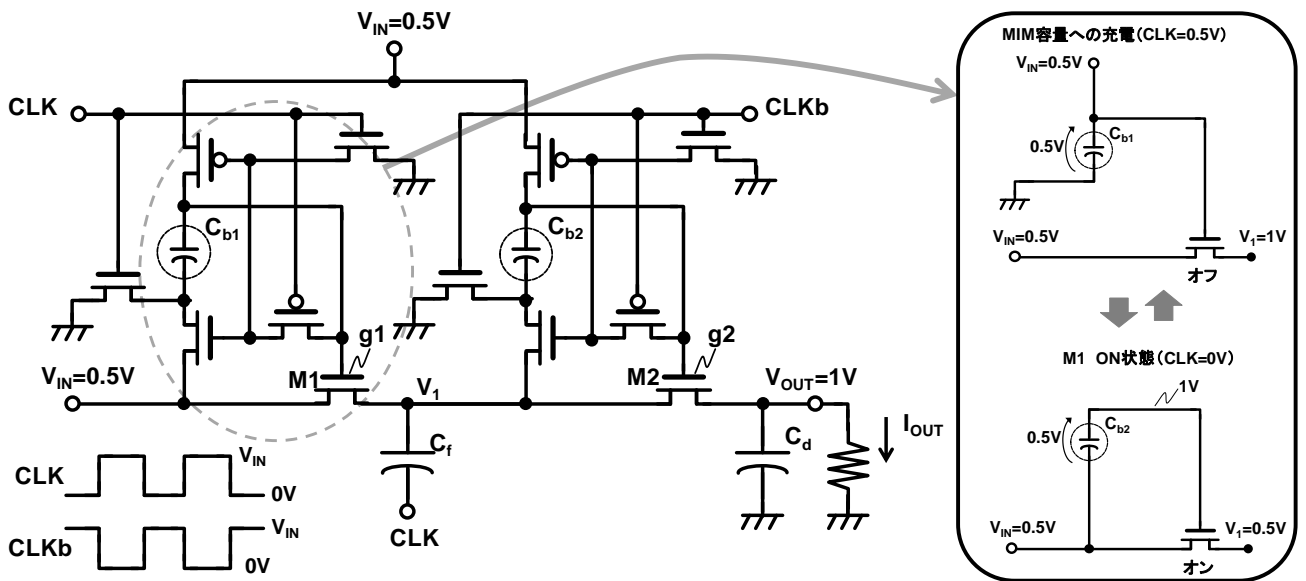 V_IN=0.5V
CLK
CLKb
C_b1
C_b2
g1
g2
V_IN=0.5V
M1
V_1
M2
V_OUT=1V
C_f
C_d
I_OUT
CLK
CLK
V_IN
0V
CLKb
V_IN
0V
MIM容量への充電(CLK=0.5V)
V_IN=0.5V
0.5V
C_b1
V_IN=0.5V
V_1=1V
オフ
M1 ON状態(CLK=0V)
1V
0.5V
C_b2
V_IN=0.5V
V_1=0.5V
オン